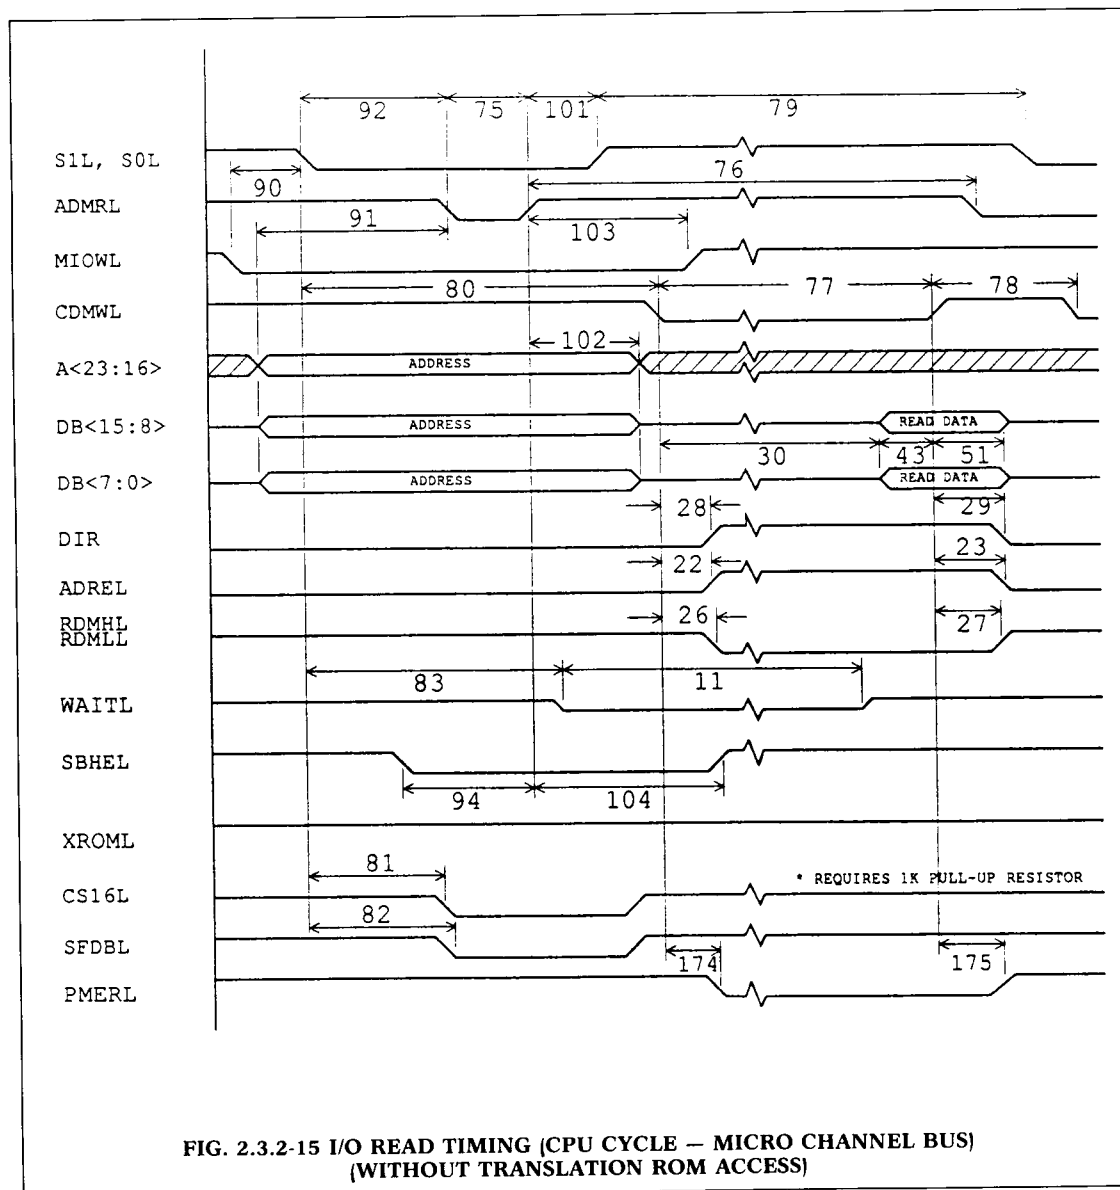 92 75 101 79
S1L, S0L
76
90
ADMRL
91 103
MIOWL
80 77 78
CDMWL
102
A<23:16> ADDRESS
DB<15:8> ADDRESS READ DATA
30 43 51
DB<7:0> ADDRESS READ DATA
28 29
DIR
22 23
ADREL
RDMHL 26 27
RDMLL
83 11
WAITL
SBHEL
94 104
XROML
81
* REQUIRES 1K PULL-UP RESISTOR
CS16L
82
SFDBL
174 175
PMERL
FIG. 2.3.2-15 I/O READ TIMING (CPU CYCLE — MICRO CHANNEL BUS)
(WITHOUT TRANSLATION ROM ACCESS)